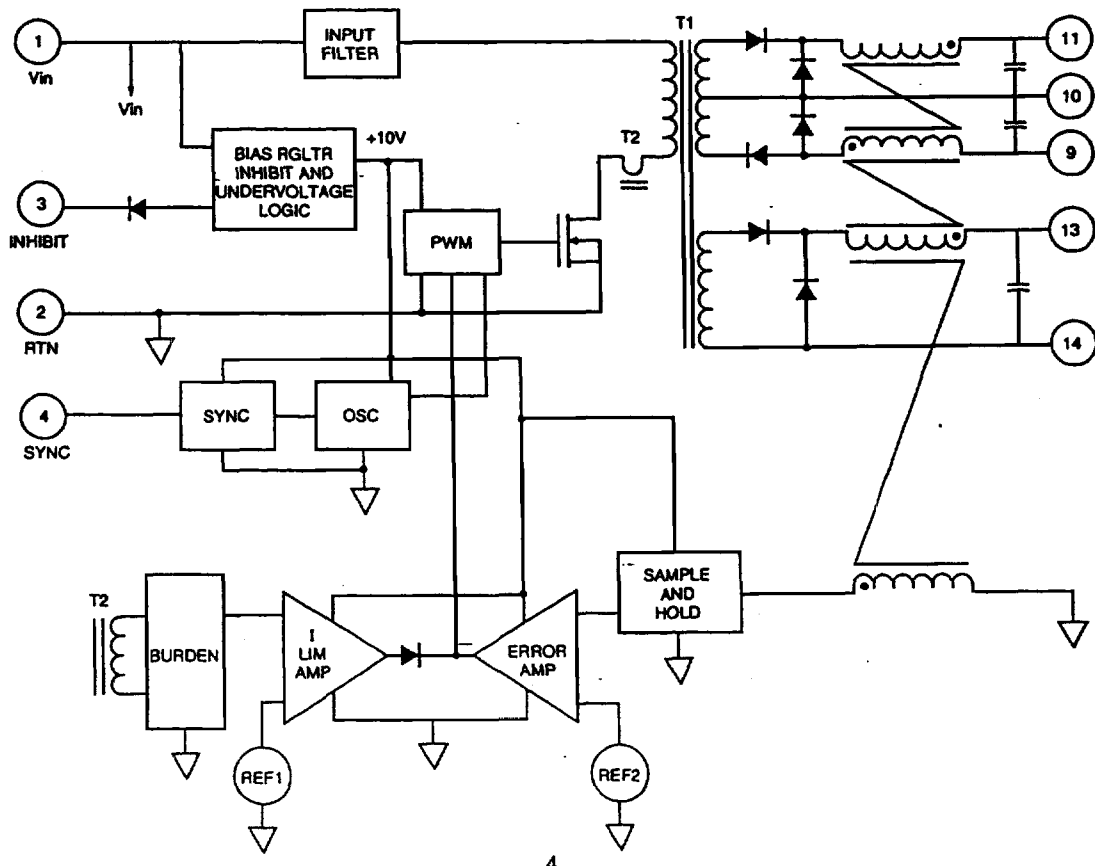 1
Vin
Vin
INPUT
FILTER
T1
11
10
9
T2
+10V
BIAS RGLTR
INHIBIT AND
UNDERVOLTAGE
LOGIC
3
INHIBIT
PWM
13
2
RTN
14
4
SYNC
SYNC
OSC
SAMPLE
AND
HOLD
T2
BURDEN
I
LIM
AMP
ERROR
AMP
REF1
REF2
4